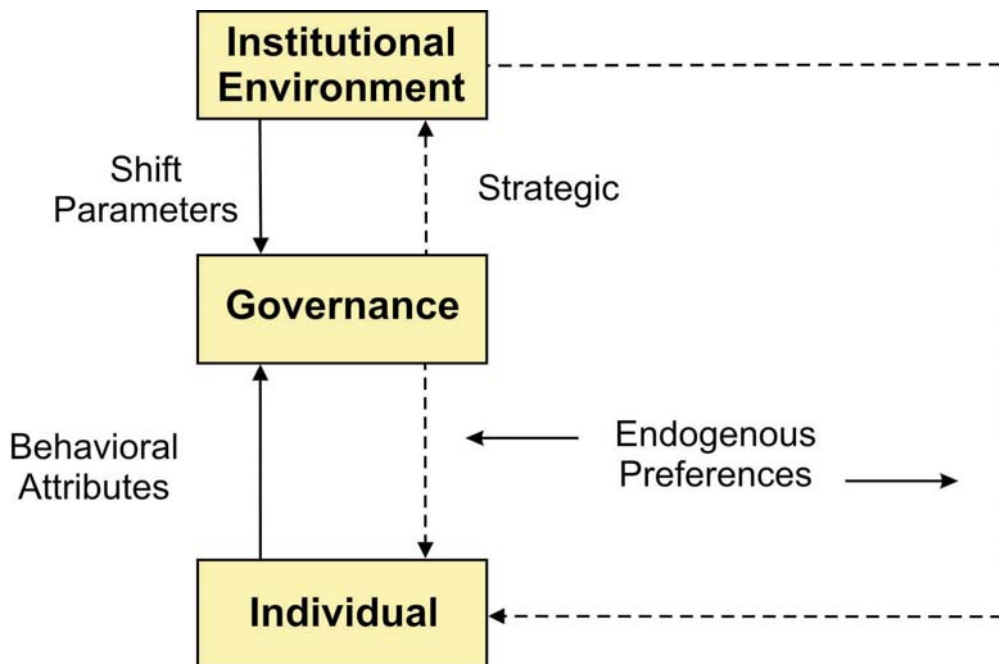 Institutional
Environment
Shift
Parameters
Strategic
Governance
Behavioral
Attributes
Endogenous
Preferences
Individual